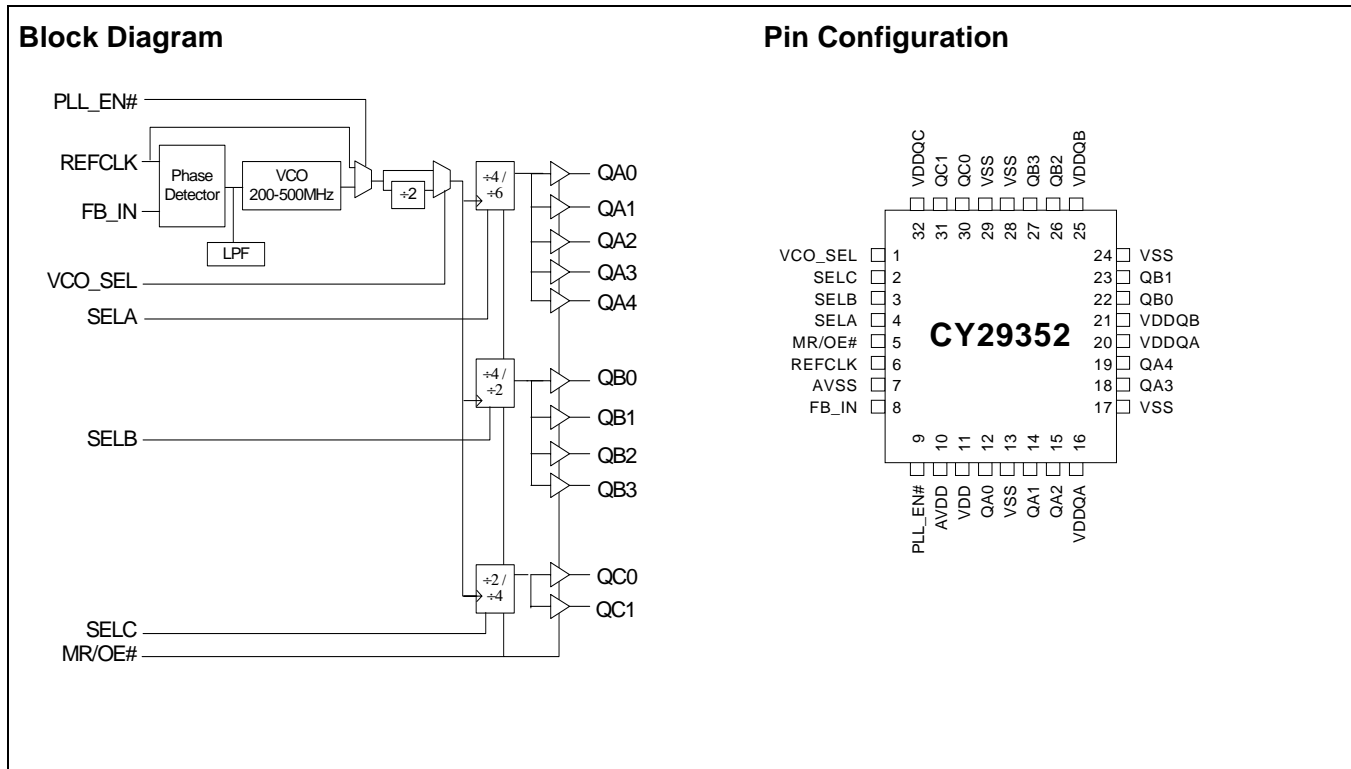 Block Diagram
PLL_EN#
REFCLK
FB_IN
VCO_SEL
SELA
SELB
SELC
MR/OE#
Phase
Detector
VCO
200-500MHz
LPF
÷2
÷4 /
÷6
÷4 /
÷2
÷2 /
÷4
QA0
QA1
QA2
QA3
QA4
QB0
QB1
QB2
QB3
QC0
QC1
Pin Configuration
VDDQC
QC1
QC0
VSS
VSS
QB3
QB2
VDDQB
32
31
30
29
28
27
26
25
VCO_SEL 1
SELC 2
SELB 3
SELA 4
MR/OE# 5
REFCLK 6
AVSS 7
FB_IN 8
CY29352
24 VSS
23 QB1
22 QB0
21 VDDQB
20 VDDQA
19 QA4
18 QA3
17 VSS
9
10
11
12
13
14
15
16
PLL_EN#
AVDD
VDD
QA0
VSS
QA1
QA2
VDDQA